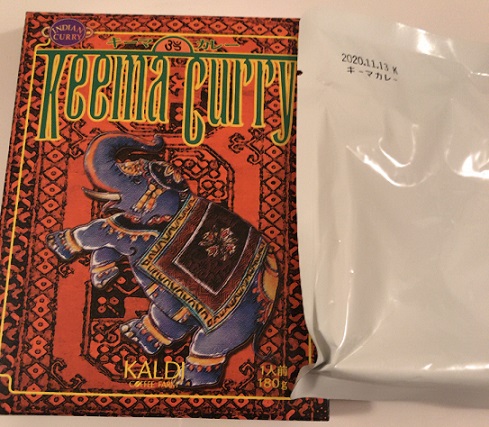 INDIAN
CURRY
キーマカレー
Keema Curry
KALDI
COFFEE FARM
1人前
180g
2020.11.13 K
キーマカレー